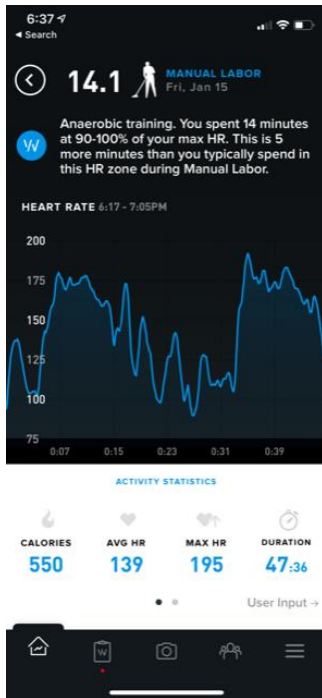 6:37
◂ Search
14.1
MANUAL LABOR
Fri, Jan 15
W
Anaerobic training. You spent 14 minutes
at 90-100% of your max HR. This is 5
more minutes than you typically spend in
this HR zone during Manual Labor.
HEART RATE 6:17 - 7:05PM
200
175
150
125
100
75
0:07 0:15 0:23 0:31 0:39
ACTIVITY STATISTICS
CALORIES AVG HR MAX HR DURATION
550 139 195 47:36
User Input →
W